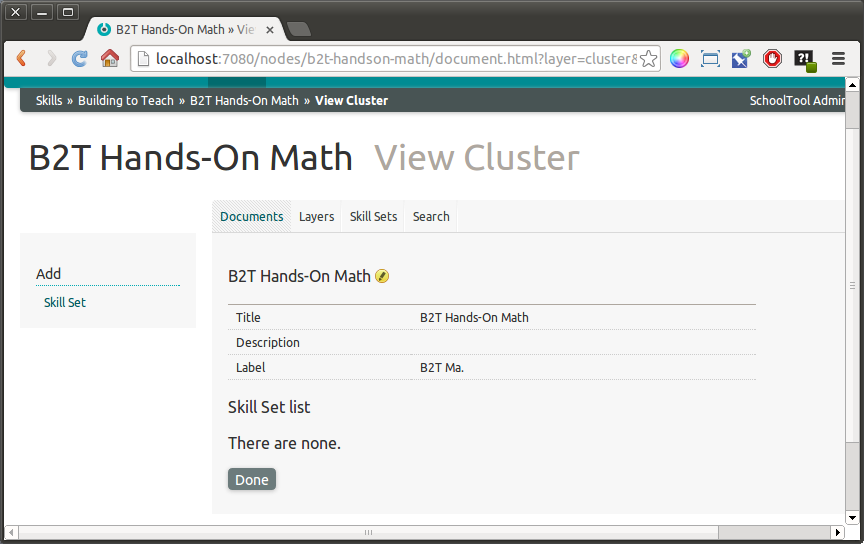 B2T Hands-On Math » Vie
localhost:7080/nodes/b2t-handson-math/document.html?layer=cluster&
?!
Skills » Building to Teach » B2T Hands-On Math » View Cluster
SchoolTool Admin
B2T Hands-On Math View Cluster
Documents Layers Skill Sets Search
Add
Skill Set
B2T Hands-On Math
Title B2T Hands-On Math
Description
Label B2T Ma.
Skill Set list
There are none.
Done